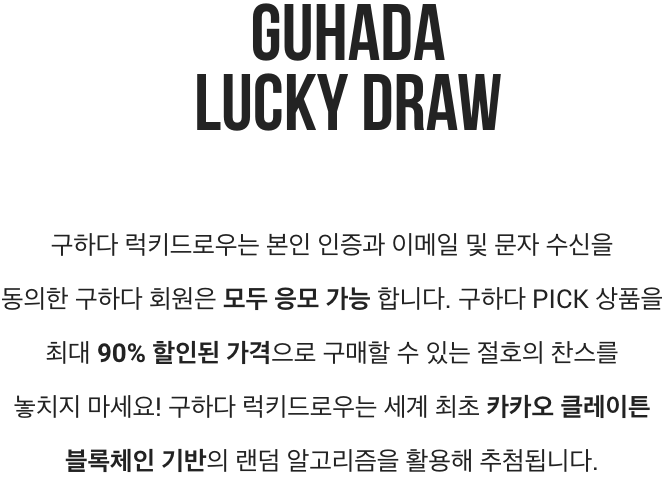 GUHADA
LUCKY DRAW
구하다 럭키드로우는 본인 인증과 이메일 및 문자 수신을
동의한 구하다 회원은 모두 응모 가능 합니다. 구하다 PICK 상품을
최대 90% 할인된 가격으로 구매할 수 있는 절호의 찬스를
놓치지 마세요! 구하다 럭키드로우는 세계 최초 카카오 클레이튼
블록체인 기반의 랜덤 알고리즘을 활용해 추첨됩니다.